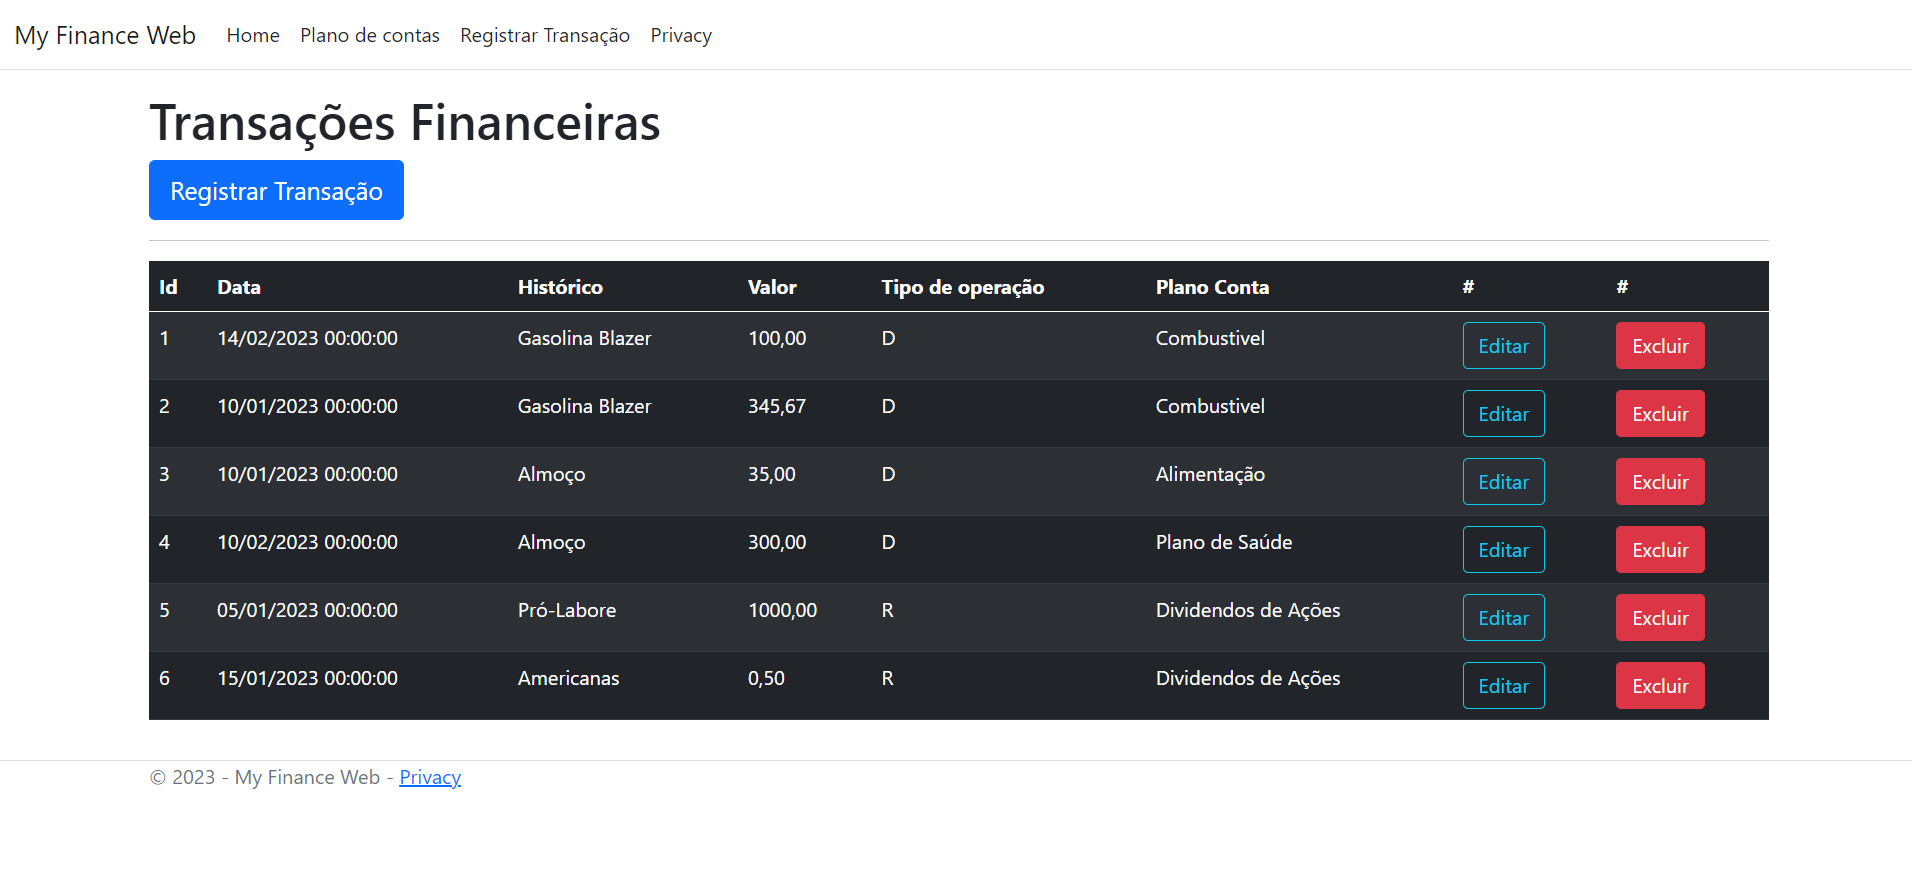 My Finance Web Home Plano de contas Registrar Transação Privacy
Transações Financeiras
Registrar Transação
Id Data Histórico Valor Tipo de operação Plano Conta # #
1 14/02/2023 00:00:00 Gasolina Blazer 100,00 D Combustivel Editar Excluir
2 10/01/2023 00:00:00 Gasolina Blazer 345,67 D Combustivel Editar Excluir
3 10/01/2023 00:00:00 Almoço 35,00 D Alimentação Editar Excluir
4 10/02/2023 00:00:00 Almoço 300,00 D Plano de Saúde Editar Excluir
5 05/01/2023 00:00:00 Pró-Labore 1000,00 R Dividendos de Ações Editar Excluir
6 15/01/2023 00:00:00 Americanas 0,50 R Dividendos de Ações Editar Excluir
© 2023 - My Finance Web - Privacy